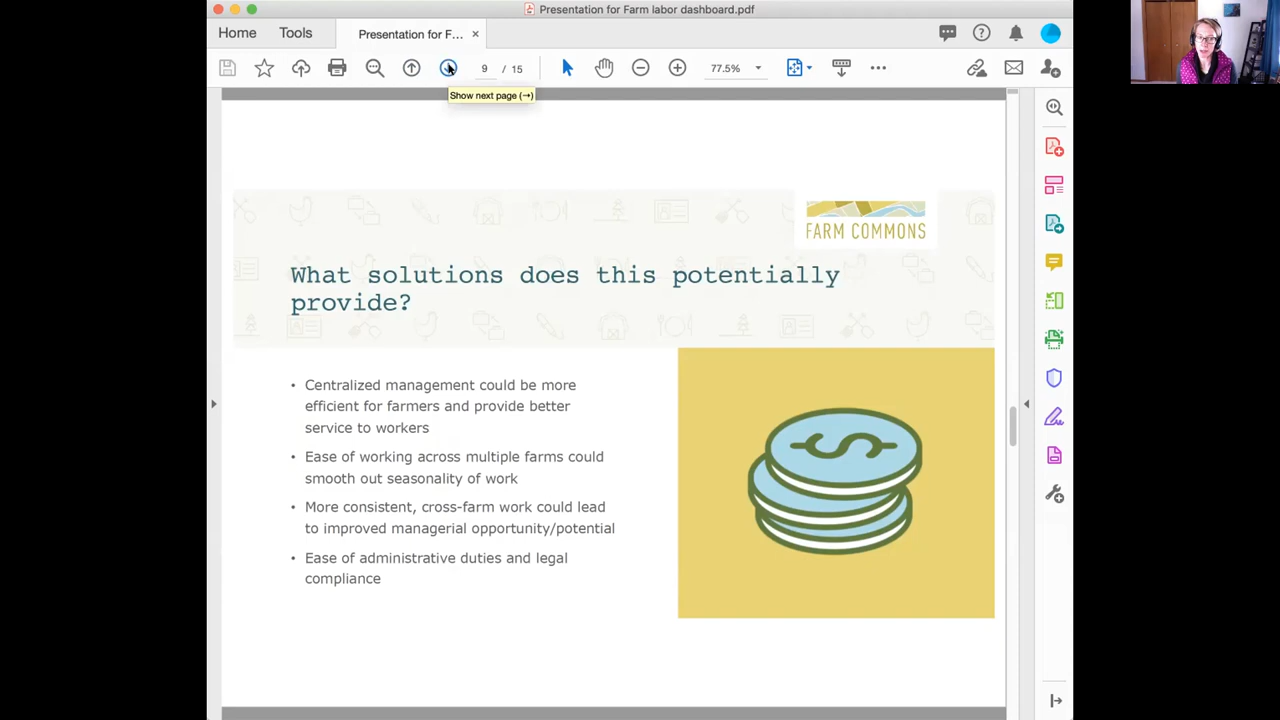 Presentation for Farm labor dashboard.pdf
Home
Tools
Presentation for F...
9 / 15
77.5%
Show next page (→)
FARM COMMONS
What solutions does this potentially
provide?
• Centralized management could be more
efficient for farmers and provide better
service to workers
• Ease of working across multiple farms could
smooth out seasonality of work
• More consistent, cross-farm work could lead
to improved managerial opportunity/potential
• Ease of administrative duties and legal
compliance